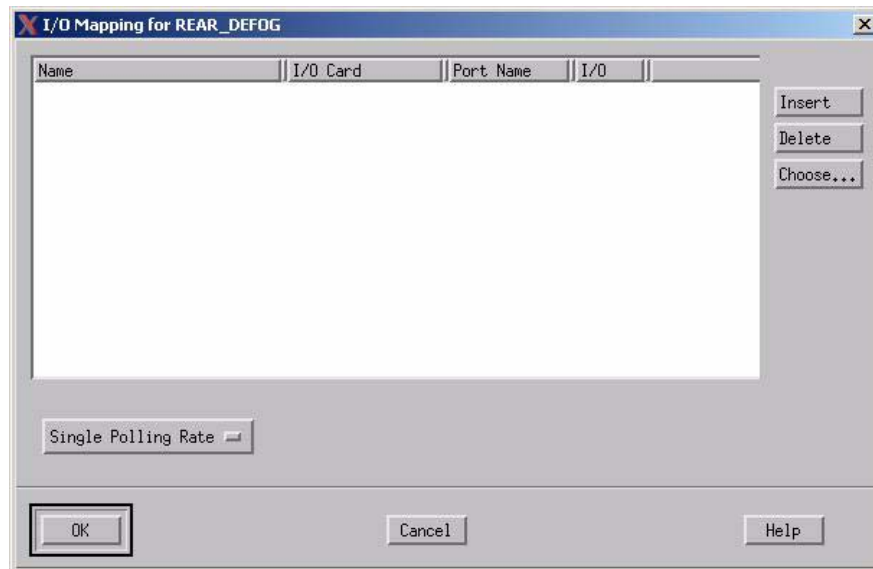 I/O Mapping for REAR_DEFOG
Name I/O Card Port Name I/O
Insert
Delete
Choose...
Single Polling Rate
OK Cancel Help